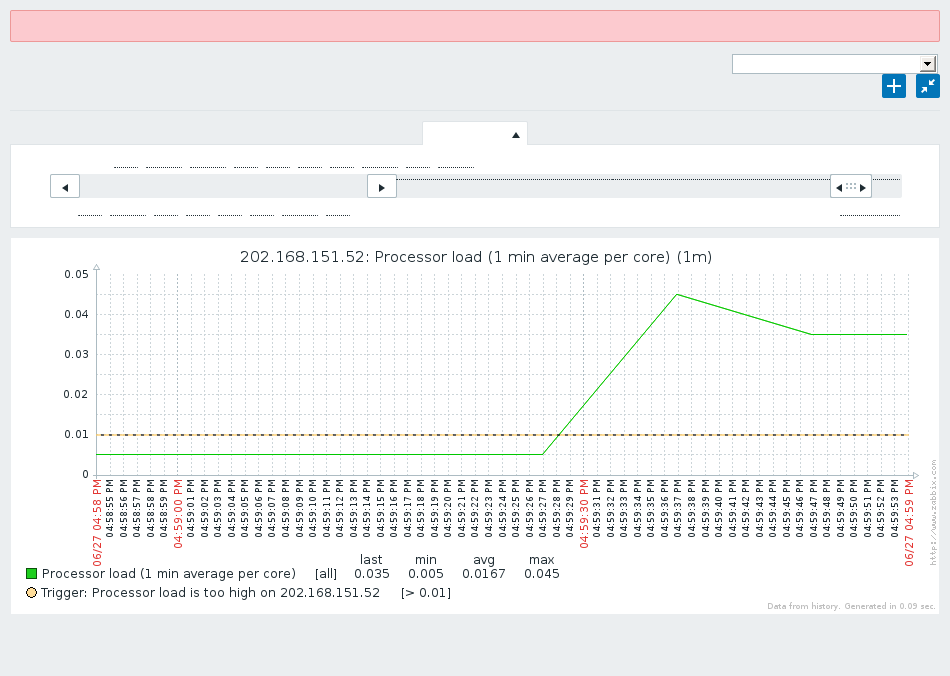 202.168.151.52: Processor load (1 min average per core) (1m)
0.05
0.04
0.03
0.02
0.01
0
06/27 04:58 PM
04:58:55 PM
04:58:56 PM
04:58:57 PM
04:58:58 PM
04:58:59 PM
04:59:00 PM
04:59:01 PM
04:59:02 PM
04:59:03 PM
04:59:04 PM
04:59:05 PM
04:59:06 PM
04:59:07 PM
04:59:08 PM
04:59:09 PM
04:59:10 PM
04:59:11 PM
04:59:12 PM
04:59:13 PM
04:59:14 PM
04:59:15 PM
04:59:16 PM
04:59:17 PM
04:59:18 PM
04:59:19 PM
04:59:20 PM
04:59:21 PM
04:59:22 PM
04:59:23 PM
04:59:24 PM
04:59:25 PM
04:59:26 PM
04:59:27 PM
04:59:28 PM
04:59:29 PM
04:59:30 PM
04:59:31 PM
04:59:32 PM
04:59:33 PM
04:59:34 PM
04:59:35 PM
04:59:36 PM
04:59:37 PM
04:59:38 PM
04:59:39 PM
04:59:40 PM
04:59:41 PM
04:59:42 PM
04:59:43 PM
04:59:44 PM
04:59:45 PM
04:59:46 PM
04:59:47 PM
04:59:48 PM
04:59:49 PM
04:59:50 PM
04:59:51 PM
04:59:52 PM
04:59:53 PM
06/27 04:59 PM
http://www.zabbix.com
last min avg max
Processor load (1 min average per core) [all] 0.035 0.005 0.0167 0.045
Trigger: Processor load is too high on 202.168.151.52 [> 0.01]
Data from history. Generated in 0.09 sec.